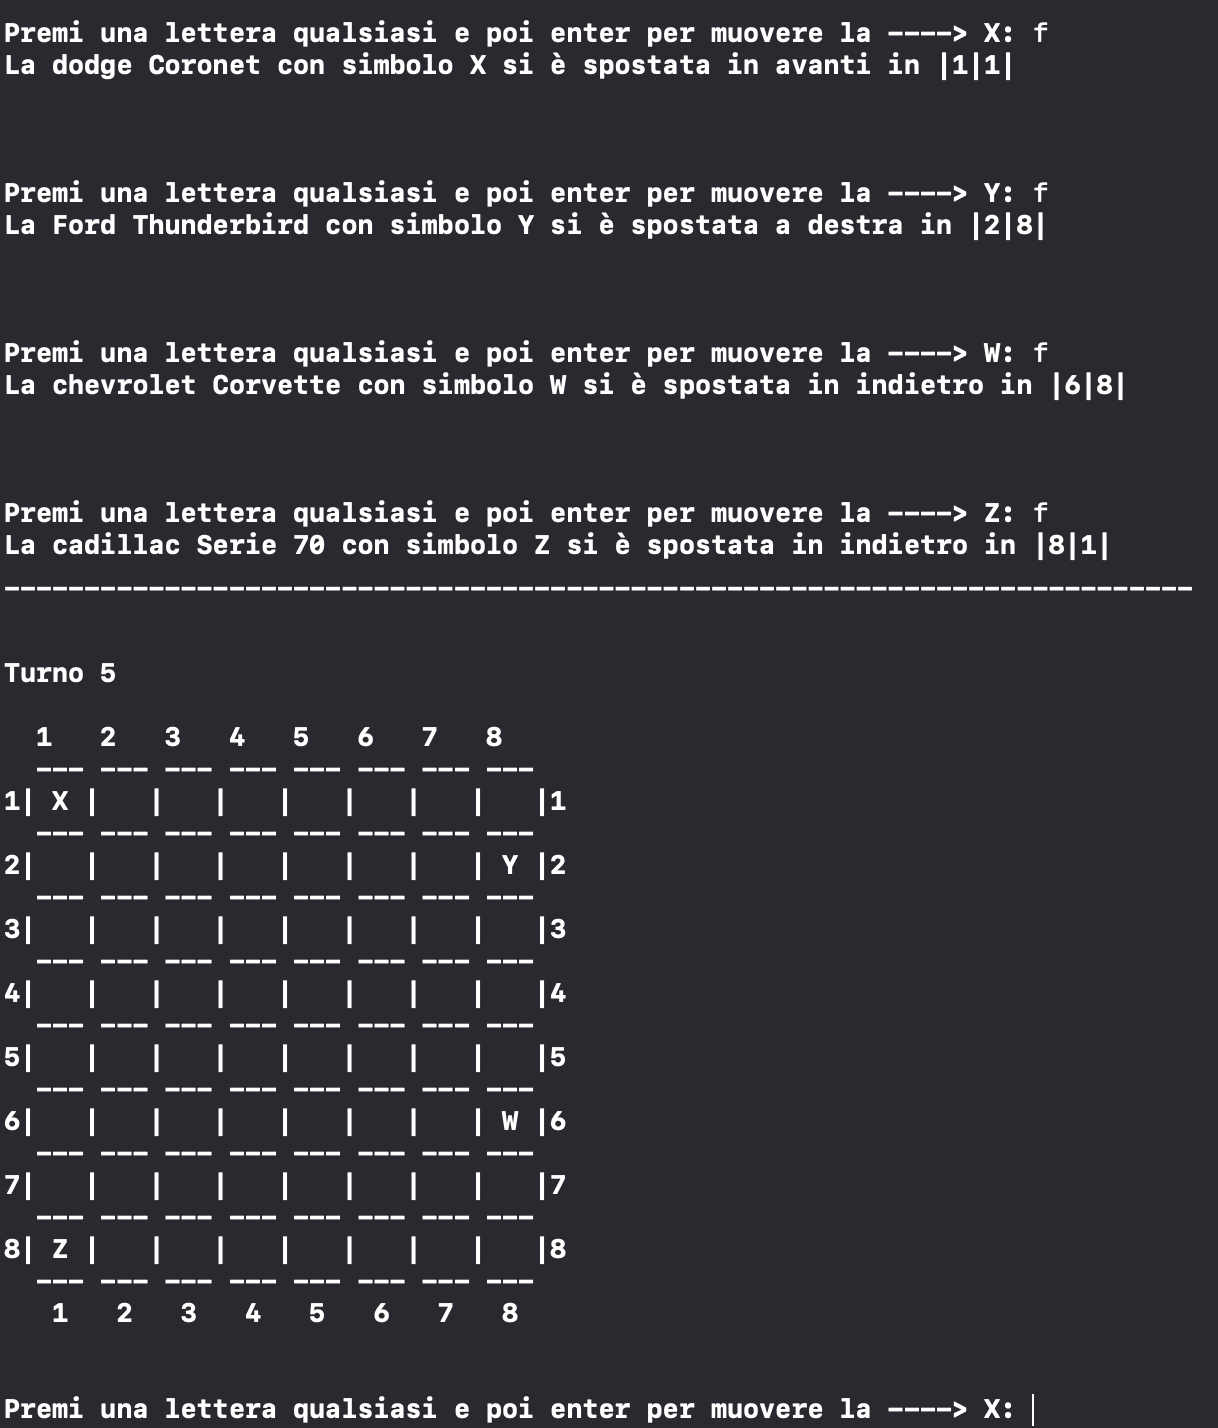 Premi una lettera qualsiasi e poi enter per muovere la ----> X: f
La dodge Coronet con simbolo X si è spostata in avanti in |1|1|
Premi una lettera qualsiasi e poi enter per muovere la ----> Y: f
La Ford Thunderbird con simbolo Y si è spostata a destra in |2|8|
Premi una lettera qualsiasi e poi enter per muovere la ----> W: f
La chevrolet Corvette con simbolo W si è spostata in indietro in |6|8|
Premi una lettera qualsiasi e poi enter per muovere la ----> Z: f
La cadillac Serie 70 con simbolo Z si è spostata in indietro in |8|1|
--------------------------------------------------------------------------
Turno 5
  1   2   3   4   5   6   7   8
  --- --- --- --- --- --- --- ---
1| X |   |   |   |   |   |   |   |1
  --- --- --- --- --- --- --- ---
2|   |   |   |   |   |   |   | Y |2
  --- --- --- --- --- --- --- ---
3|   |   |   |   |   |   |   |   |3
  --- --- --- --- --- --- --- ---
4|   |   |   |   |   |   |   |   |4
  --- --- --- --- --- --- --- ---
5|   |   |   |   |   |   |   |   |5
  --- --- --- --- --- --- --- ---
6|   |   |   |   |   |   |   | W |6
  --- --- --- --- --- --- --- ---
7|   |   |   |   |   |   |   |   |7
  --- --- --- --- --- --- --- ---
8| Z |   |   |   |   |   |   |   |8
  --- --- --- --- --- --- --- ---
   1   2   3   4   5   6   7   8
Premi una lettera qualsiasi e poi enter per muovere la ----> X: